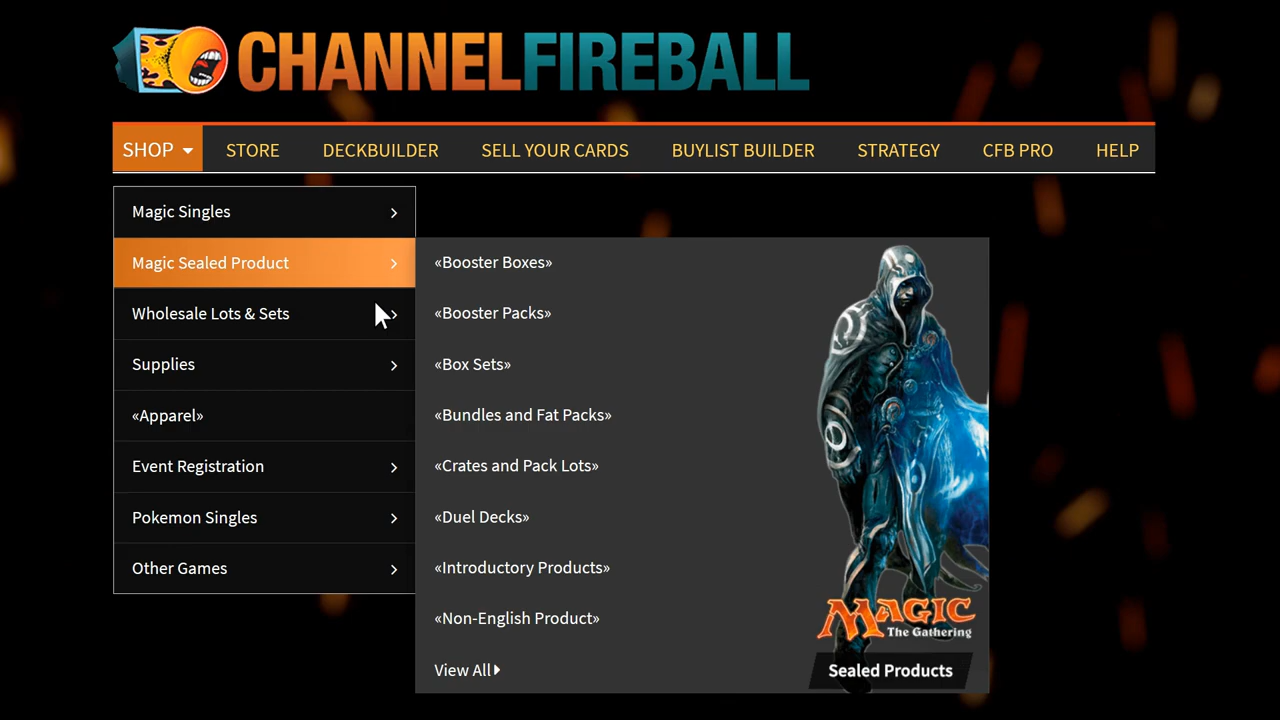 CHANNELFIREBALL
SHOP
STORE
DECKBUILDER
SELL YOUR CARDS
BUYLIST BUILDER
STRATEGY
CFB PRO
HELP
Magic Singles
Magic Sealed Product
Wholesale Lots & Sets
Supplies
«Apparel»
Event Registration
Pokemon Singles
Other Games
«Booster Boxes»
«Booster Packs»
«Box Sets»
«Bundles and Fat Packs»
«Crates and Pack Lots»
«Duel Decks»
«Introductory Products»
«Non-English Product»
View All
MAGIC
The Gathering
Sealed Products